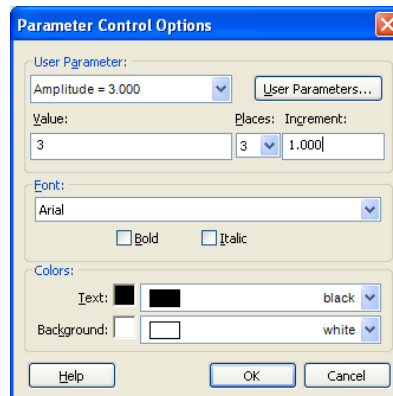 Parameter Control Options
User Parameter:
Amplitude = 3.000
User Parameters...
Value: Places: Increment:
3 3 1.000
Font:
Arial
Bold Italic
Colors:
Text: black
Background: white
Help OK Cancel